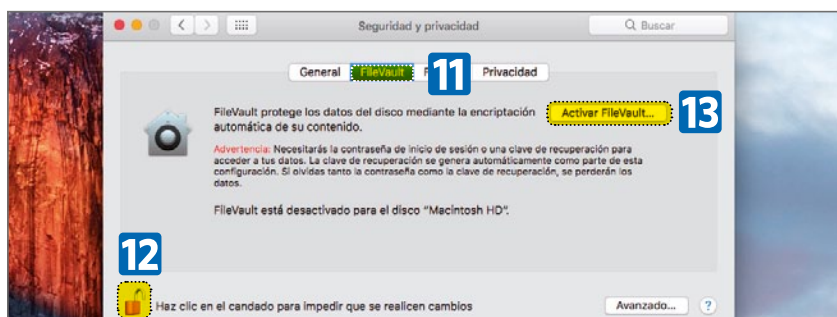 Seguridad y privacidad
Buscar
General FileVault Privacidad
11
FileVault protege los datos del disco mediante la encriptación
automática de su contenido.
Activar FileVault...
13
Advertencia: Necesitarás la contraseña de inicio de sesión o una clave de recuperación para
acceder a tus datos. La clave de recuperación se genera automáticamente como parte de esta
configuración. Si olvidas tanto la contraseña como la clave de recuperación, se perderán los
datos.
FileVault está desactivado para el disco "Macintosh HD".
12
Haz clic en el candado para impedir que se realicen cambios
Avanzado...
?